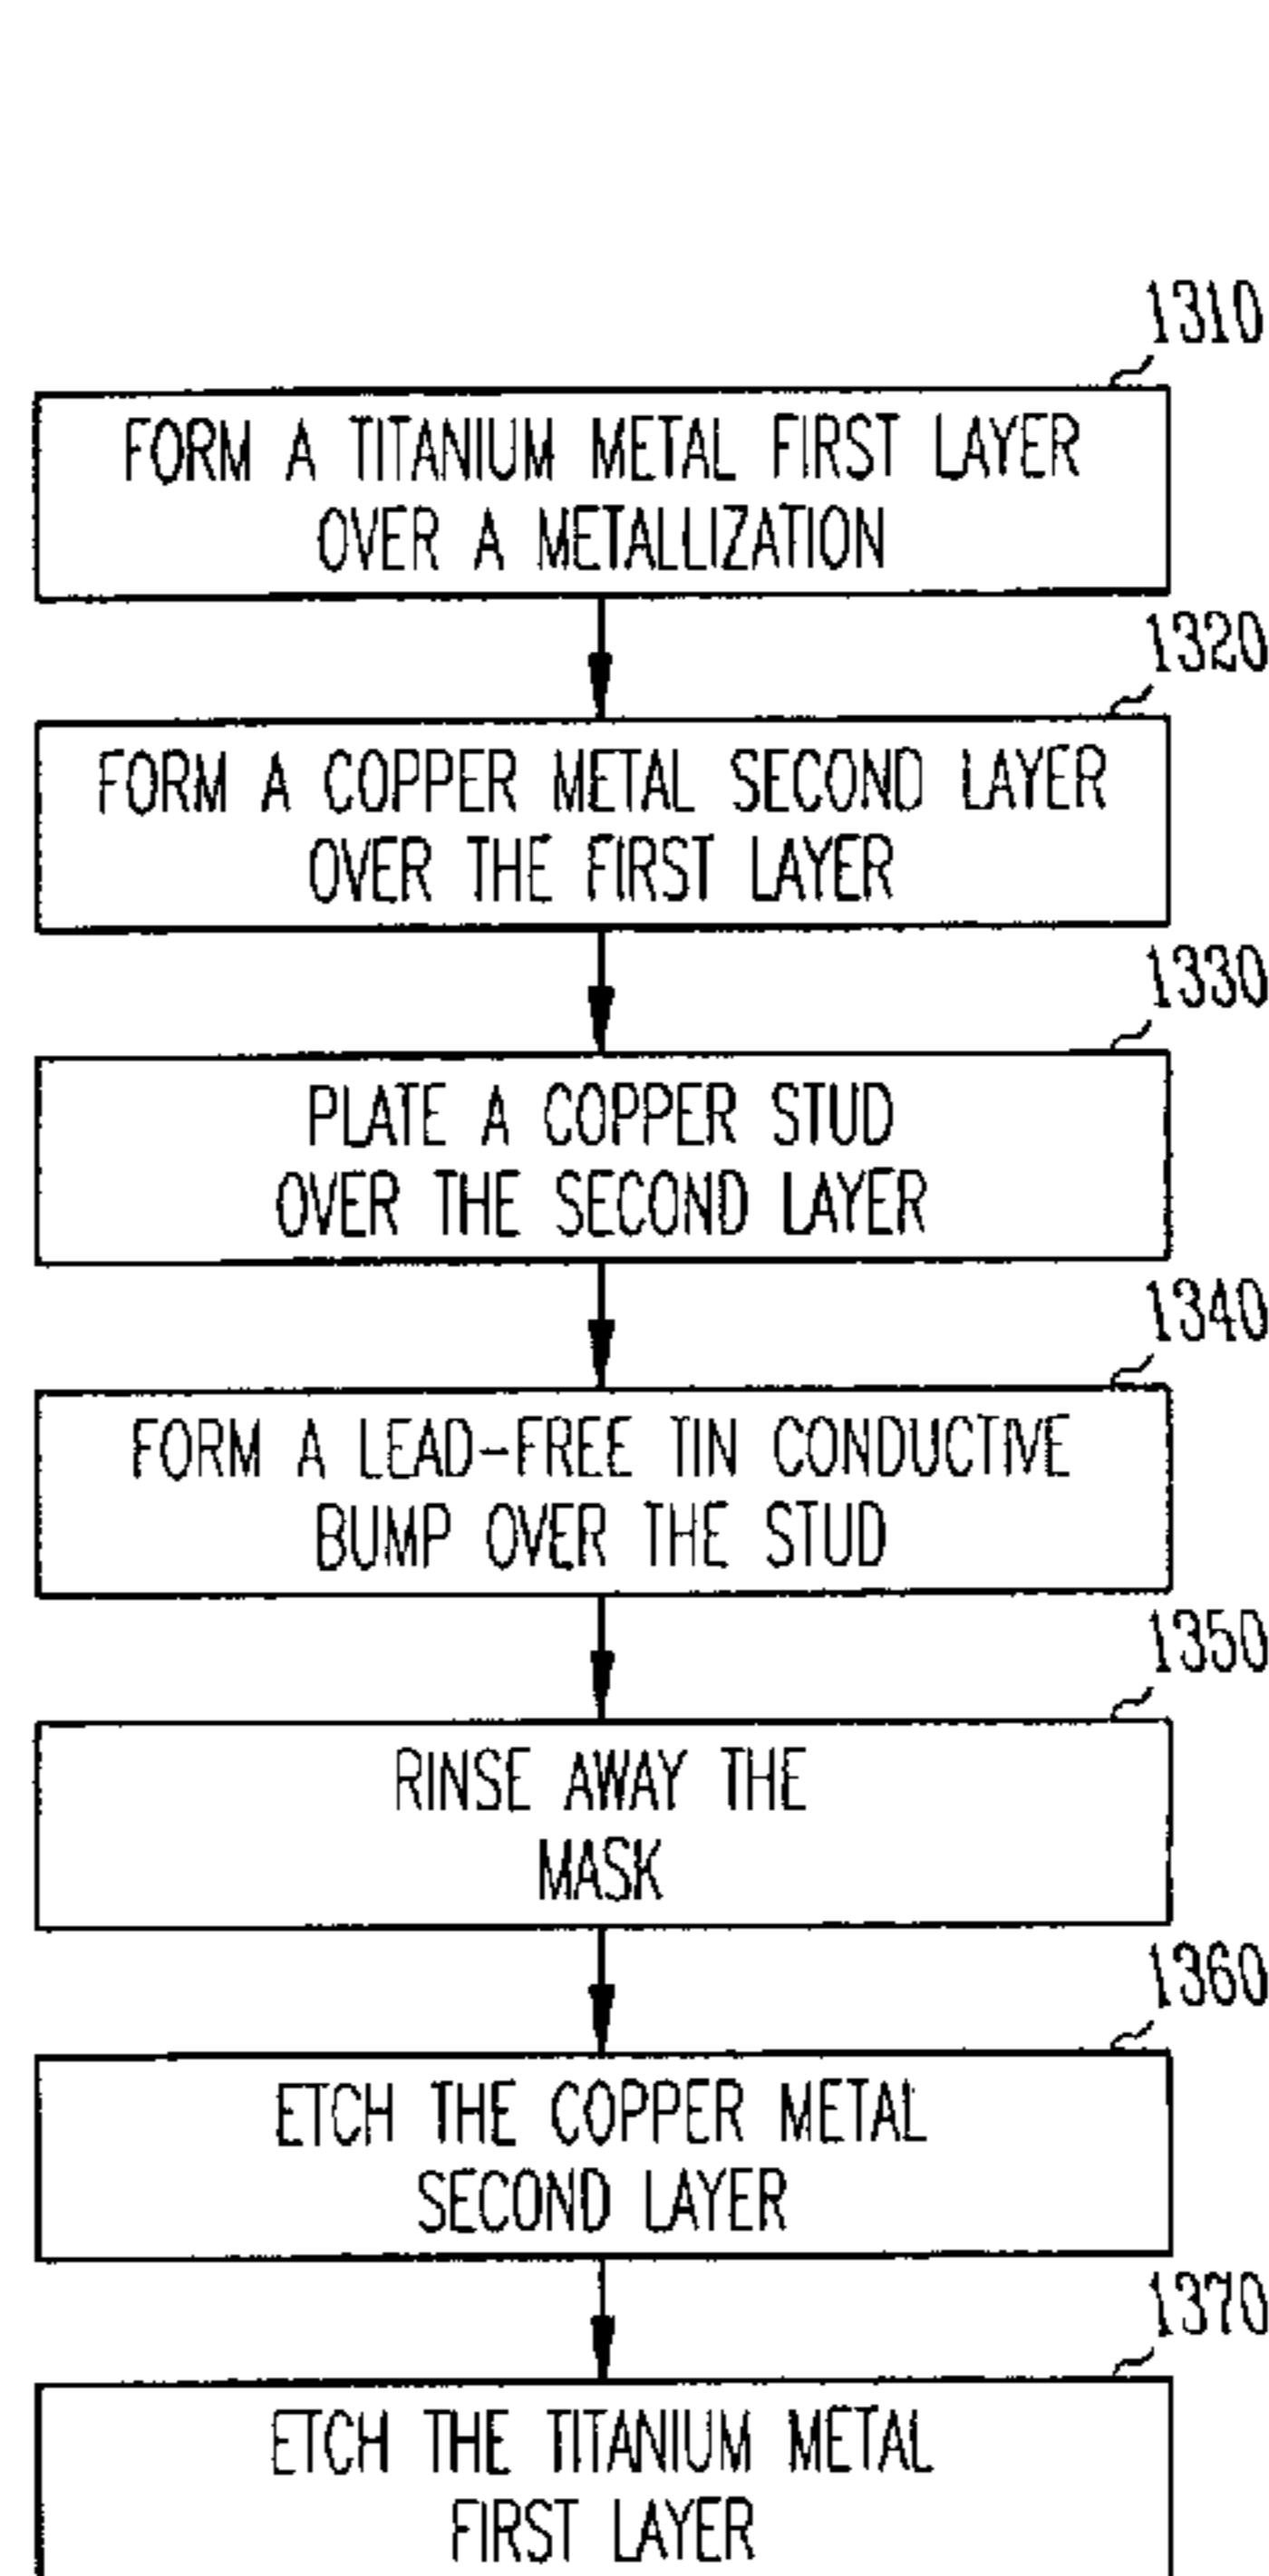 1310
FORM A TITANIUM METAL FIRST LAYER
OVER A METALLIZATION
1320
FORM A COPPER METAL SECOND LAYER
OVER THE FIRST LAYER
1330
PLATE A COPPER STUD
OVER THE SECOND LAYER
1340
FORM A LEAD-FREE TIN CONDUCTIVE
BUMP OVER THE STUD
1350
RINSE AWAY THE
MASK
1360
ETCH THE COPPER METAL
SECOND LAYER
1370
ETCH THE TITANIUM METAL
FIRST LAYER